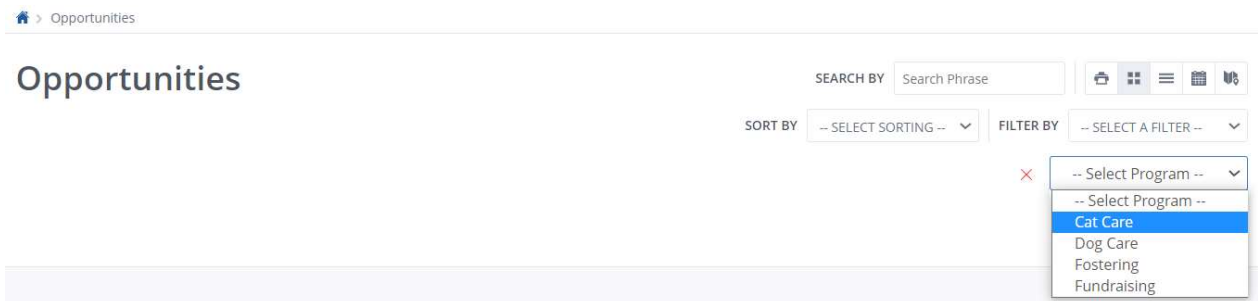 Opportunities
Opportunities
SEARCH BY Search Phrase
SORT BY -- SELECT SORTING -- FILTER BY -- SELECT A FILTER --
-- Select Program --
-- Select Program --
Cat Care
Dog Care
Fostering
Fundraising